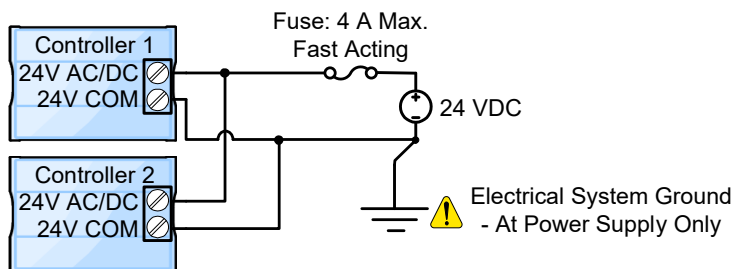 Fuse: 4 A Max.
Fast Acting
Controller 1
24V AC/DC
24V COM
+
24 VDC
-
Controller 2
24V AC/DC
24V COM
Electrical System Ground
- At Power Supply Only